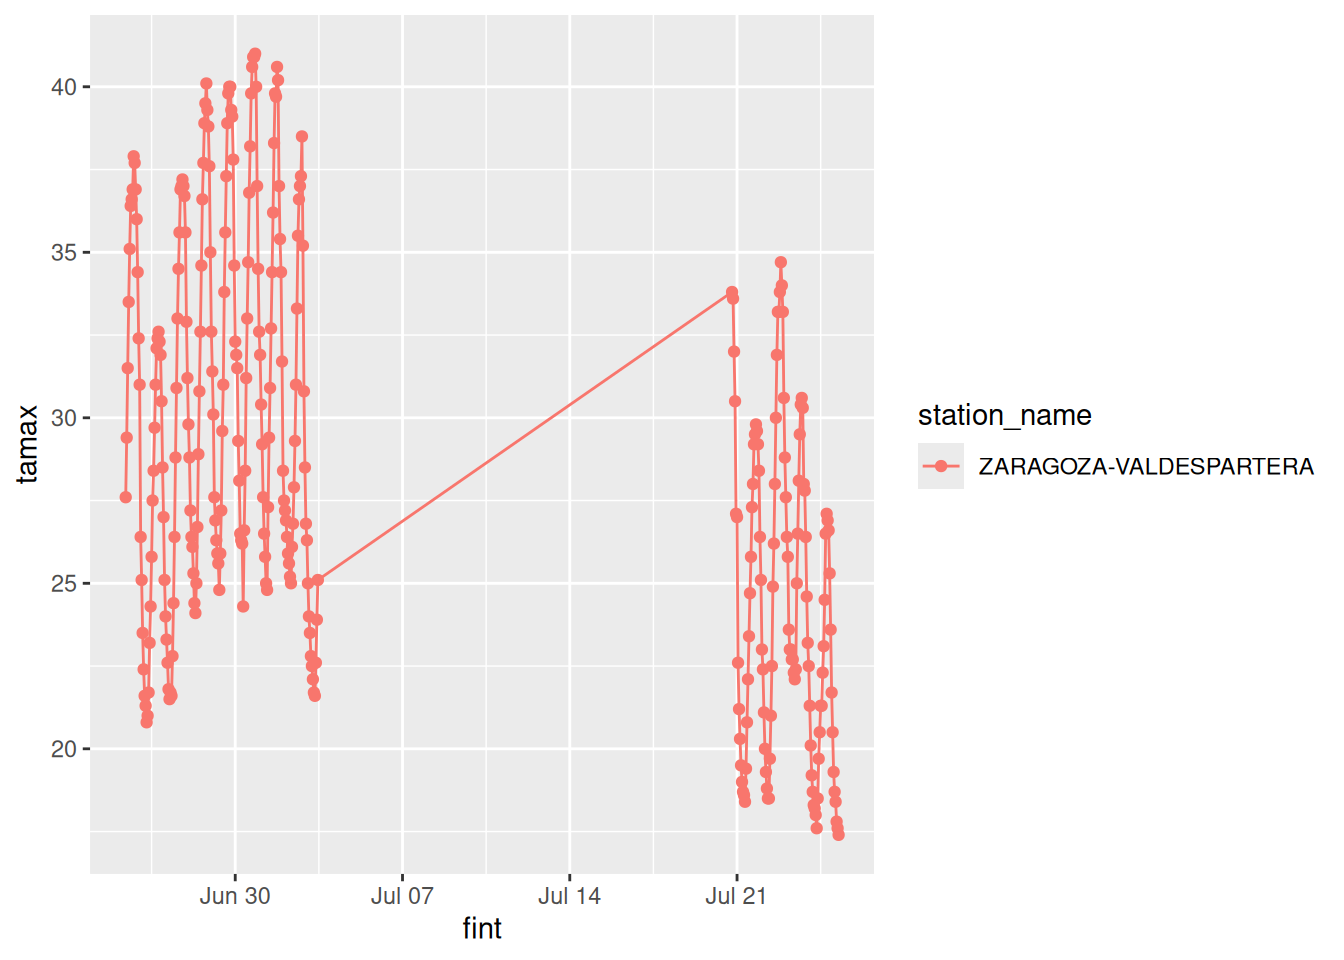 40
35
30
25
20
tamax
Jun 30
Jul 07
Jul 14
Jul 21
fint
station_name
ZARAGOZA-VALDESPARTERA